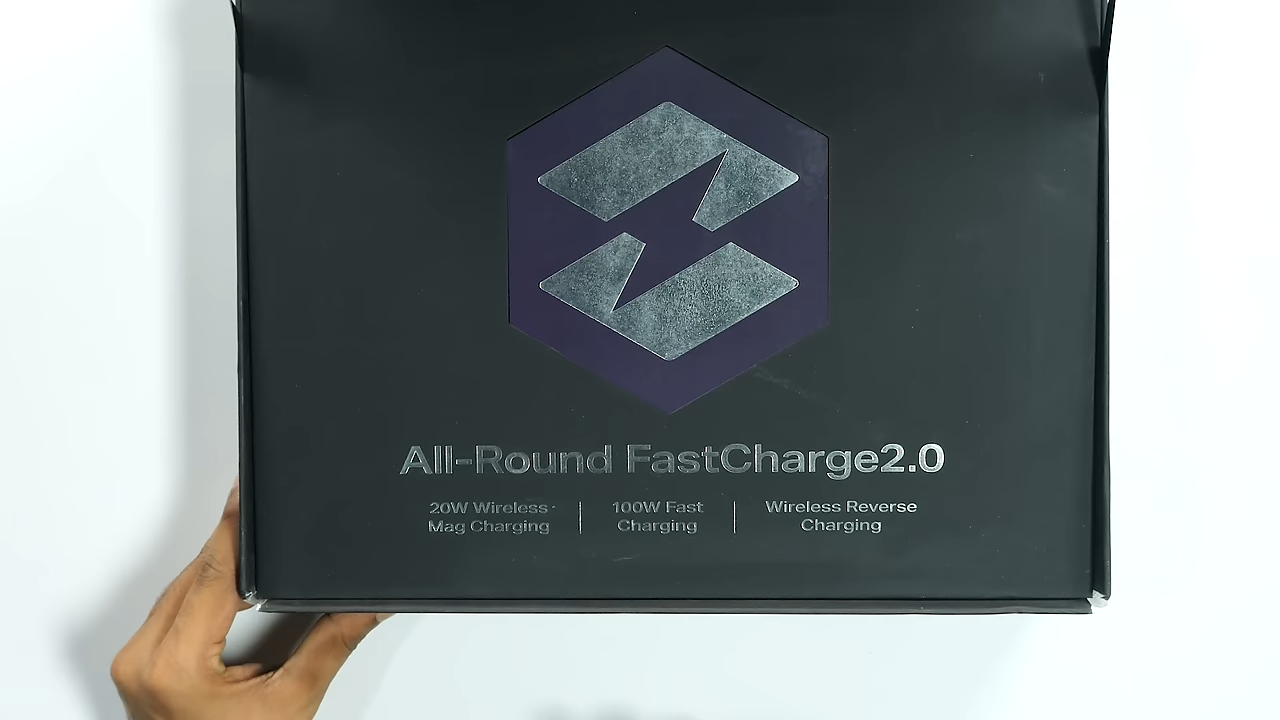 All-Round FastCharge2.0
20W Wireless
Mag Charging
100W Fast
Charging
Wireless Reverse
Charging